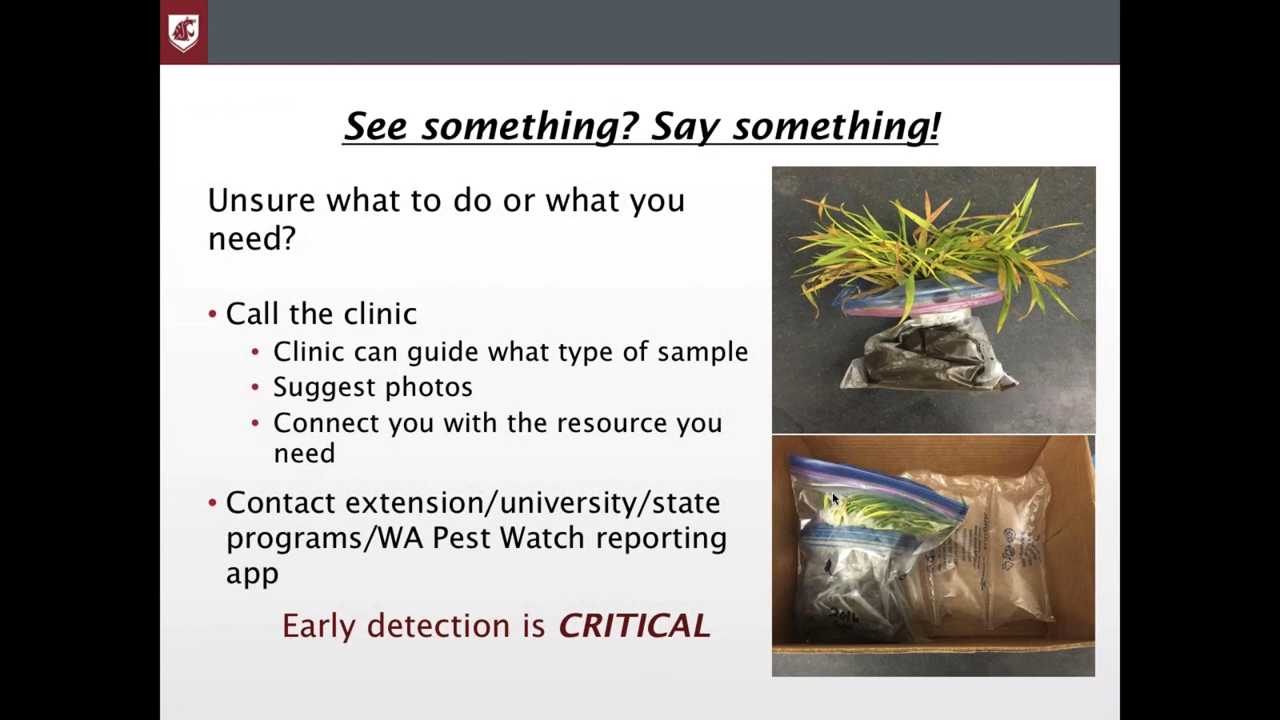 See something? Say something!
Unsure what to do or what you
need?
• Call the clinic
• Clinic can guide what type of sample
• Suggest photos
• Connect you with the resource you
need
• Contact extension/university/state
programs/WA Pest Watch reporting
app
Early detection is CRITICAL
2016